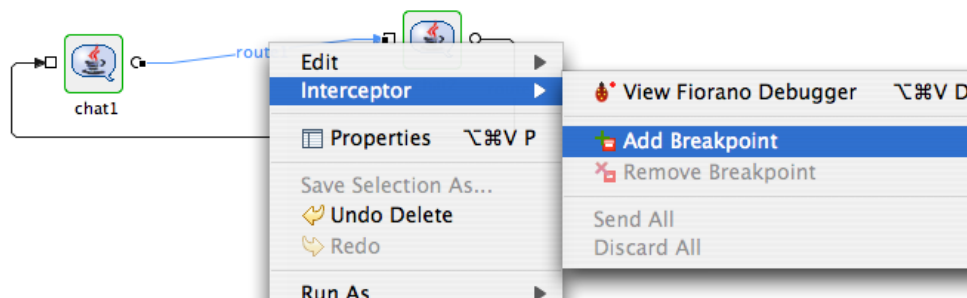 rout
chat1
Edit
Interceptor
Properties ⌥⌘V P
Save Selection As...
Undo Delete
Redo
Run As
View Fiorano Debugger ⌥⌘V D
Add Breakpoint
Remove Breakpoint
Send All
Discard All